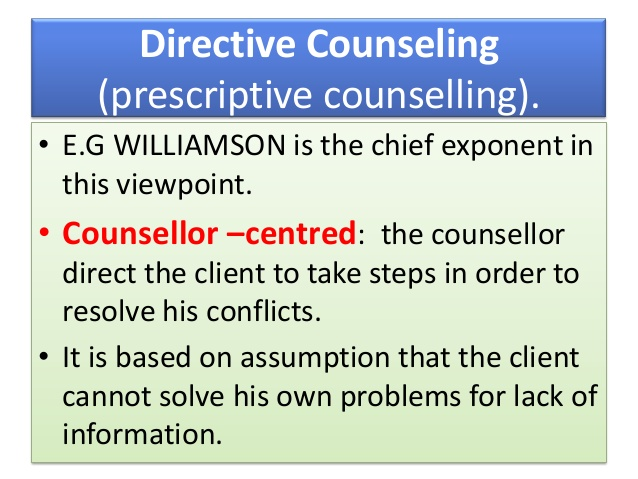 Directive Counseling
(prescriptive counselling).
• E.G WILLIAMSON is the chief exponent in
this viewpoint.
• Counsellor –centred:  the counsellor
direct the client to take steps in order to
resolve his conflicts.
• It is based on assumption that the client
cannot solve his own problems for lack of
information.